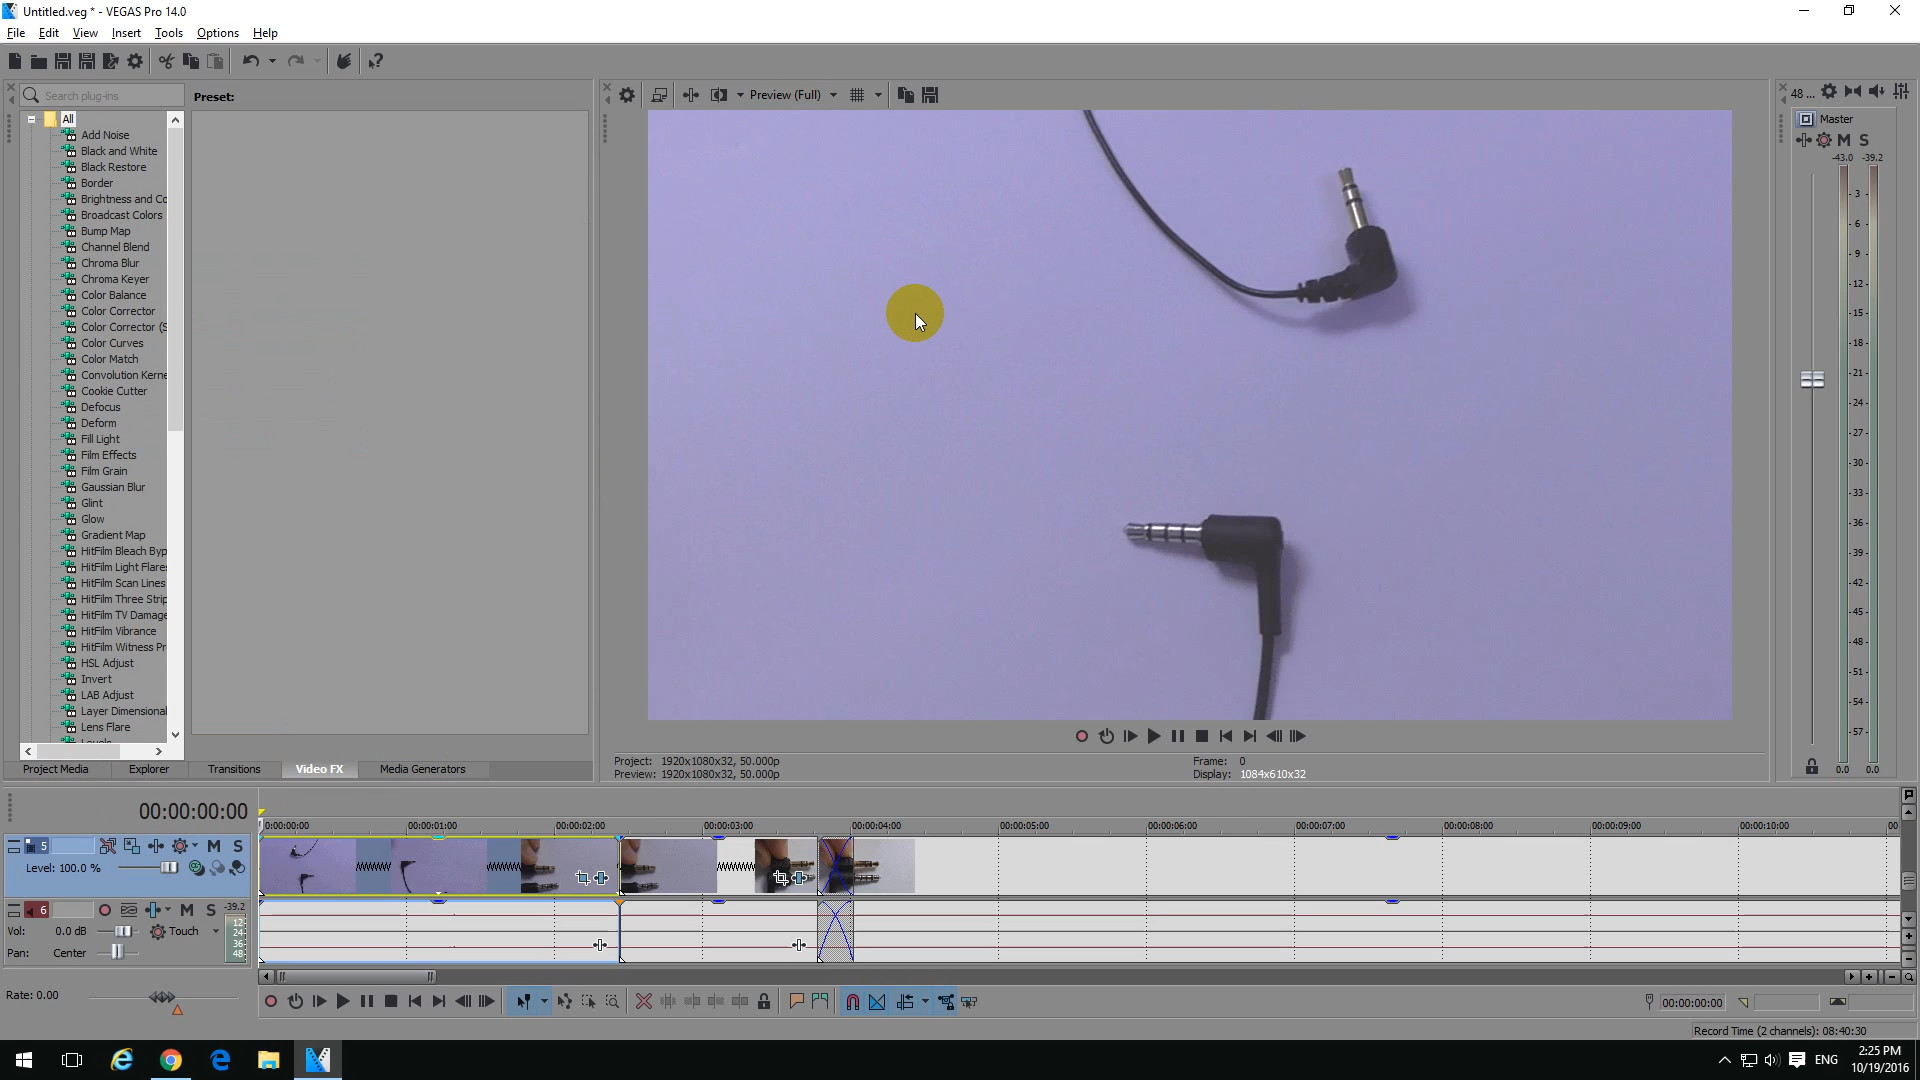 Untitled.veg * - VEGAS Pro 14.0
File Edit View Insert Tools Options Help
Search plug-ins
Preset:
Preview (Full)
48 ...
All
Add Noise
Black and White
Black Restore
Border
Brightness and Co
Broadcast Colors
Bump Map
Channel Blend
Chroma Blur
Chroma Keyer
Color Balance
Color Corrector
Color Corrector (S
Color Curves
Color Match
Convolution Kerne
Cookie Cutter
Defocus
Deform
Fill Light
Film Effects
Film Grain
Gaussian Blur
Glint
Glow
Gradient Map
HitFilm Bleach Byp
HitFilm Light Flares
HitFilm Scan Lines
HitFilm Three Strip
HitFilm TV Damage
HitFilm Vibrance
HitFilm Witness Pr
HSL Adjust
Invert
LAB Adjust
Layer Dimensional
Lens Flare
Levels
Master
M S
-43.0 -39.2
- 3 -
- 6 -
- 9 -
- 12 -
- 15 -
- 18 -
- 21 -
- 24 -
- 27 -
- 30 -
- 33 -
- 36 -
- 39 -
- 42 -
- 45 -
- 48 -
- 51 -
- 54 -
- 57 -
0.0 0.0
Project Media Explorer Transitions Video FX Media Generators
Project: 1920x1080x32, 50.000p
Preview: 1920x1080x32, 50.000p
Frame: 0
Display: 1084x610x32
00:00:00:00
00:00:00:00 00:00:01:00 00:00:02:00 00:00:03:00 00:00:04:00 00:00:05:00 00:00:06:00 00:00:07:00 00:00:08:00 00:00:09:00 00:00:10:00 00
5 M S
Level: 100.0 %
6 M S -39.2
Vol: 0.0 dB Touch
Pan: Center
12
24
36
48
Rate: 0.00
00:00:00:00
Record Time (2 channels): 08:40:30
ENG
2:25 PM
10/19/2016